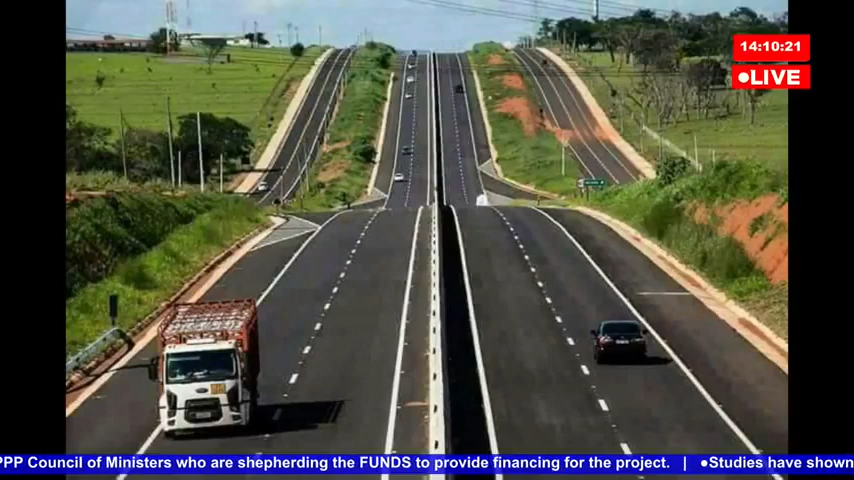 14:10:21
●LIVE
PPP Council of Ministers who are shepherding the FUNDS to provide financing for the project. | ●Studies have shown